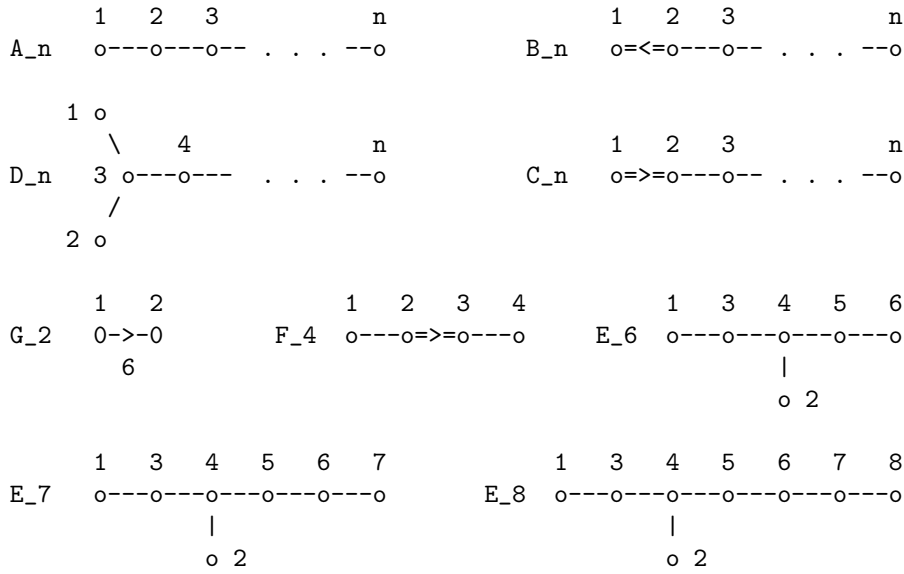 1   2   3           n                 1   2   3           n
A_n  o---o---o-- . . . --o           B_n   o=<=o---o-- . . . --o
    1 o
       \   4             n                 1   2   3           n
D_n  3 o---o---  . . . --o           C_n   o=>=o---o-- . . . --o
       /
    2 o
     1   2             1   2   3   4          1   3   4   5   6
G_2  0->-0        F_4  o---o=>=o---o     E_6  o---o---o---o---o
       6                                              |
                                                      o 2
     1   3   4   5   6   7            1   3   4   5   6   7   8
E_7  o---o---o---o---o---o       E_8  o---o---o---o---o---o---o
             |                                |
             o 2                              o 2